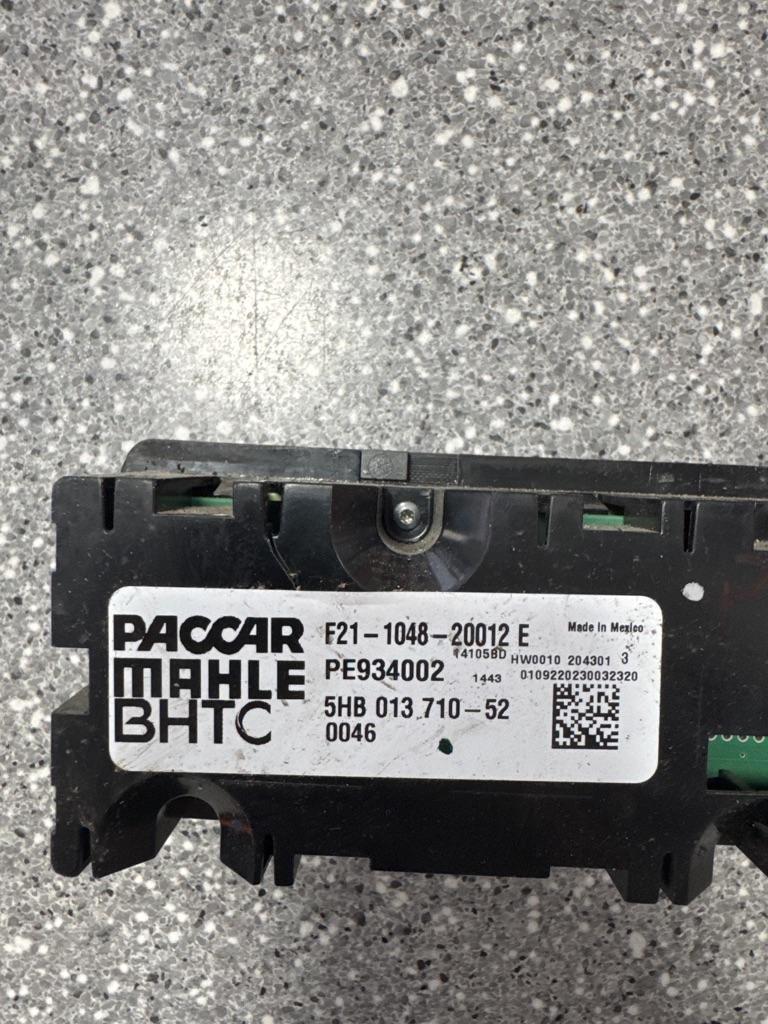 PACCAR
MAHLE
BHTC
F21-1048-20012 E
Made in Mexico
14105BD HW0010 204301 3
PE934002
1443 0109220230032320
5HB 013 710-52
0046